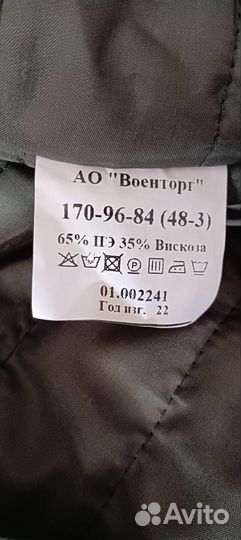 АО "Военторг"
170-96-84 (48-3)
65% ПЭ 35% Вискоза
01.002241
Год изг. 22
Avito